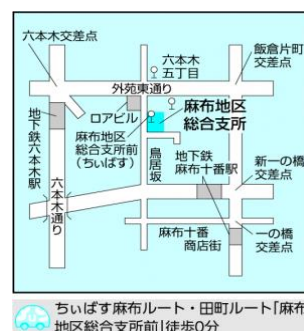 六本木交差点
六本木
五丁目
飯倉片町
交差点
外苑東通り
ロアビル
麻布地区
総合支所
麻布地区
総合支所前
(ちぃばす)
地下鉄六本木駅
鳥居坂
地下鉄
麻布十番駅
新一の橋
交差点
六本木通り
麻布十番
商店街
一の橋
交差点
ちぃばす麻布ルート・田町ルート「麻布
地区総合支所前」徒歩0分